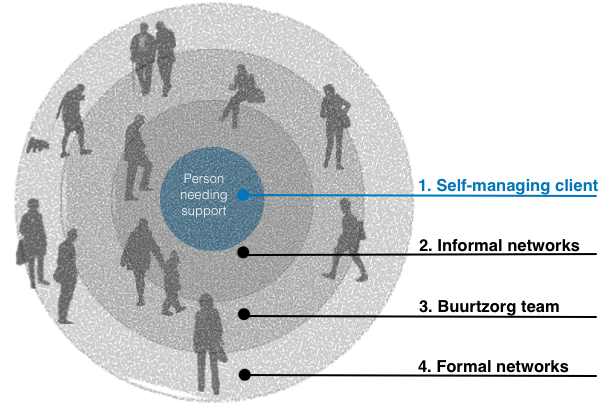 Person
needing
support
1. Self-managing client
2. Informal networks
3. Buurtzorg team
4. Formal networks